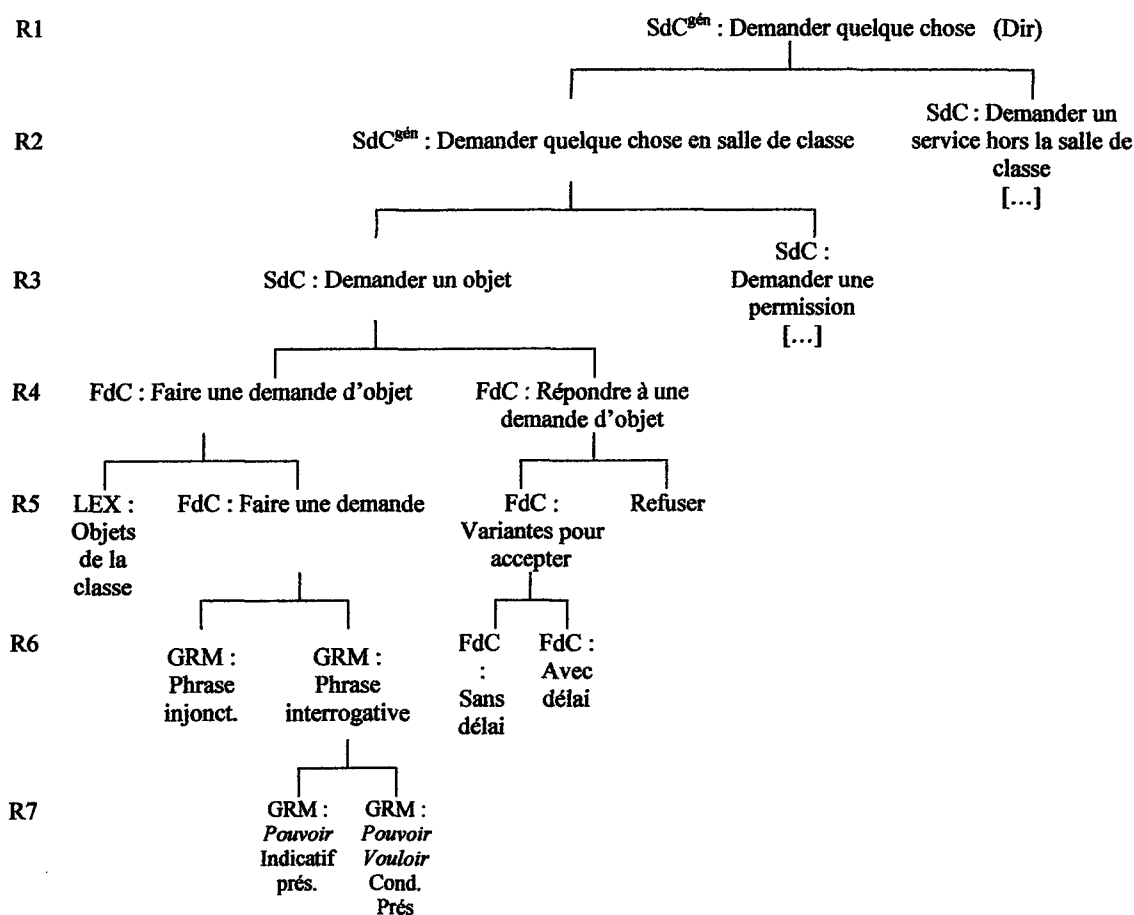 R1 SdCgén : Demander quelque chose (Dir)
R2 SdCgén : Demander quelque chose en salle de classe
SdC : Demander un
service hors la salle de
classe
[...]
R3 SdC : Demander un objet
SdC :
Demander une
permission
[...]
R4 FdC : Faire une demande d'objet
FdC : Répondre à une
demande d'objet
R5 LEX :
Objets
de la
classe
FdC : Faire une demande
FdC :
Variantes pour
accepter
Refuser
R6 GRM :
Phrase
injonct.
GRM :
Phrase
interrogative
FdC
:
Sans
délai
FdC :
Avec
délai
R7 GRM :
Pouvoir
Indicatif
prés.
GRM :
Pouvoir
Vouloir
Cond.
Prés